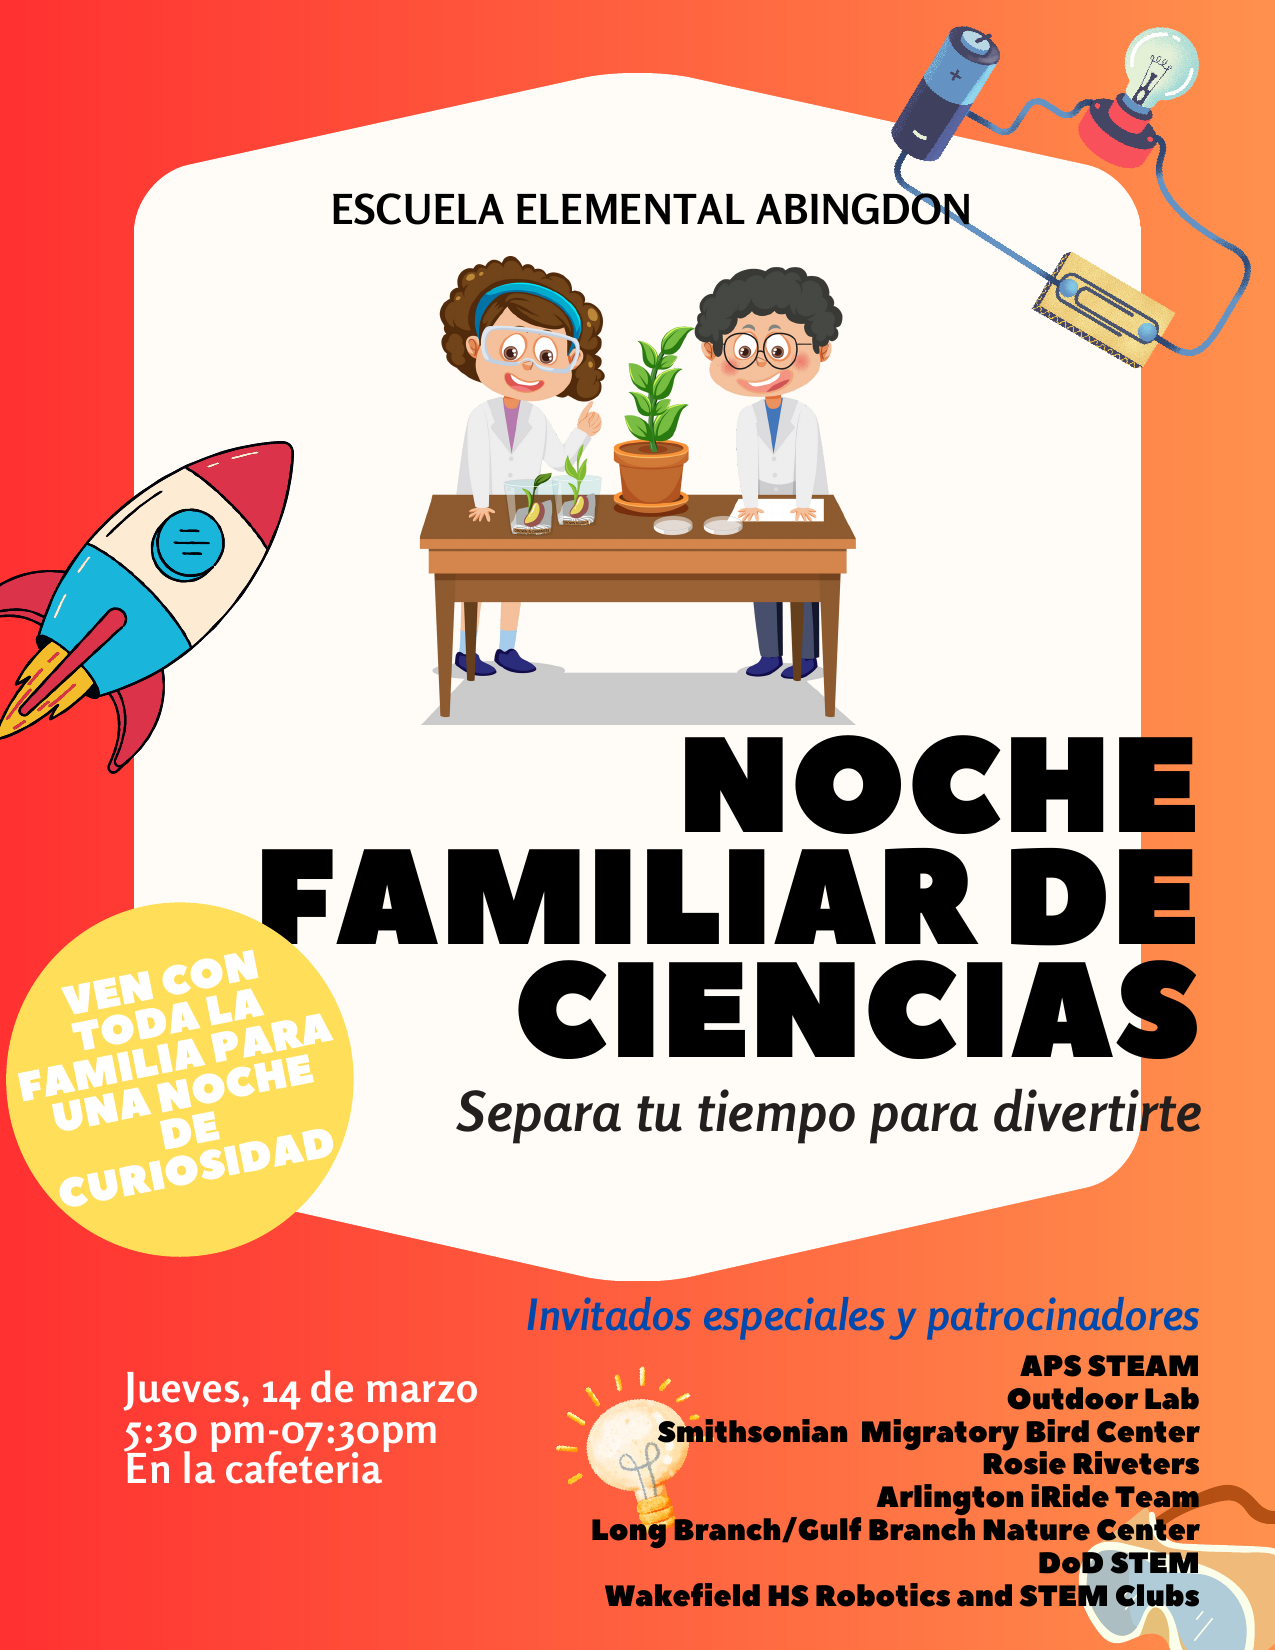 ESCUELA ELEMENTAL ABINGDON
NOCHE
FAMILIAR DE
CIENCIAS
Separa tu tiempo para divertirte
VEN CON
TODA LA
FAMILIA PARA
UNA NOCHE
DE
CURIOSIDAD
Invitados especiales y patrocinadores
APS STEAM
Outdoor Lab
Smithsonian Migratory Bird Center
Rosie Riveters
Arlington iRide Team
Long Branch/Gulf Branch Nature Center
DoD STEM
Wakefield HS Robotics and STEM Clubs
Jueves, 14 de marzo
5:30 pm-07:30pm
En la cafeteria